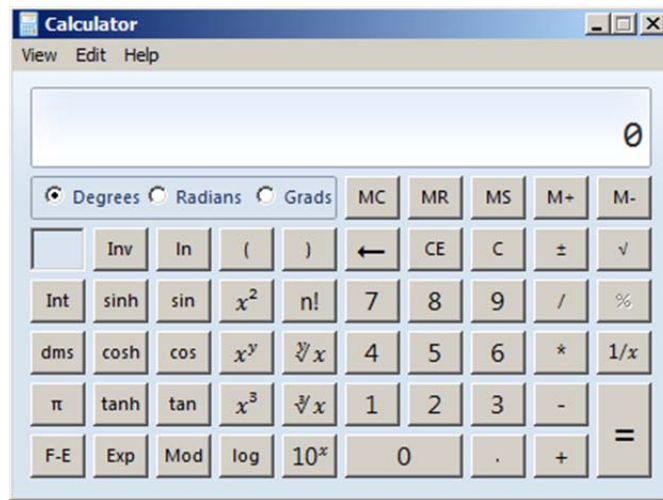 Calculator
View Edit Help
0
Degrees Radians Grads MC MR MS M+ M-
Inv In ( ) ← CE C ± √
Int sinh sin x² n! 7 8 9 / %
dms cosh cos xʸ ʸ√x 4 5 6 * 1/x
π tanh tan x³ ³√x 1 2 3 - =
F-E Exp Mod log 10ˣ 0 . +